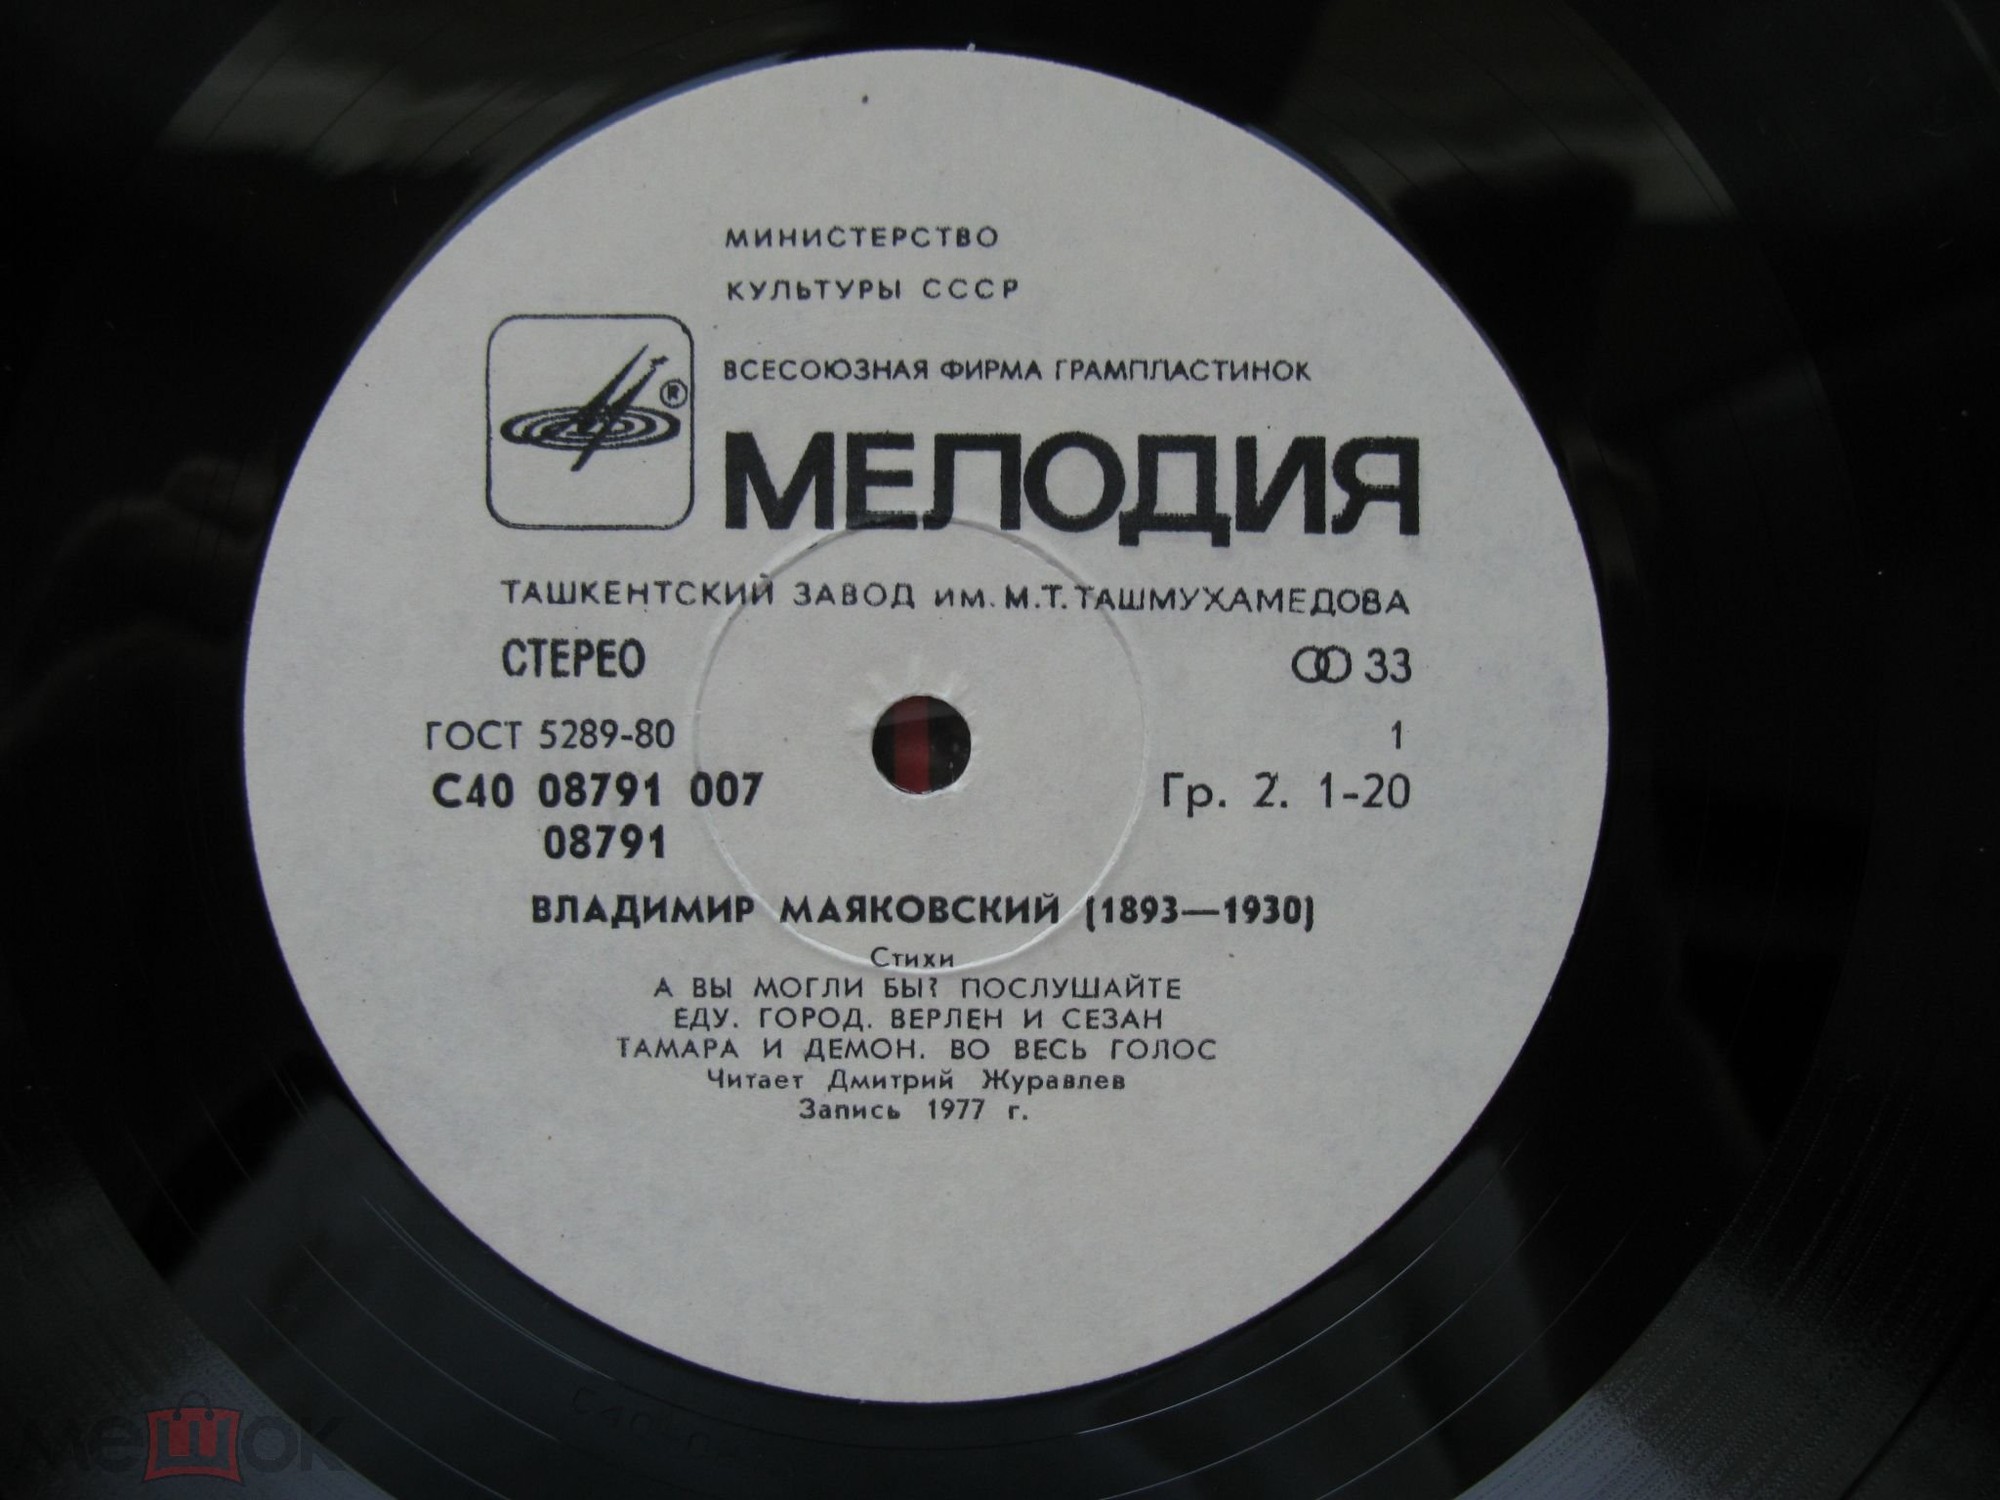 МИНИСТЕРСТВО
КУЛЬТУРЫ СССР
ВСЕСОЮЗНАЯ ФИРМА ГРАМПЛАСТИНОК
®
МЕЛОДИЯ
ТАШКЕНТСКИЙ ЗАВОД ИМ. М.Т. ТАШМУХАМЕДОВА
СТЕРЕО 33
ГОСТ 5289-80 1
С40 08791 007 Гр. 2. 1-20
08791
ВЛАДИМИР МАЯКОВСКИЙ (1893—1930)
Стихи
А ВЫ МОГЛИ БЫ? ПОСЛУШАЙТЕ
ЕДУ. ГОРОД. ВЕРЛЕН И СЕЗАН
ТАМАРА И ДЕМОН. ВО ВЕСЬ ГОЛОС
Читает Дмитрий Журавлев
Запись 1977 г.
мешок